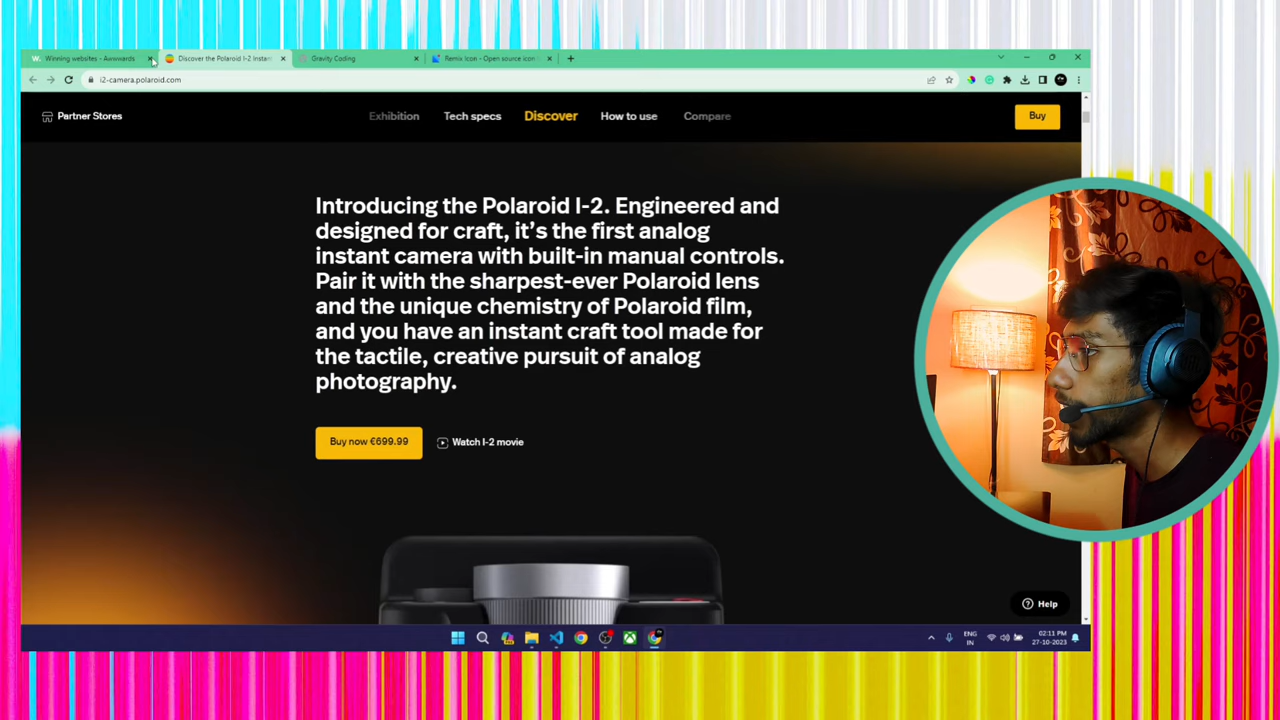 Winning websites - Awwwards
Discover the Polaroid I-2 Instan
Gravity Coding
Remix Icon - Open source icon
i2-camera.polaroid.com
Partner Stores
Exhibition
Tech specs
Discover
How to use
Compare
Buy
Introducing the Polaroid I-2. Engineered and
designed for craft, it's the first analog
instant camera with built-in manual controls.
Pair it with the sharpest-ever Polaroid lens
and the unique chemistry of Polaroid film,
and you have an instant craft tool made for
the tactile, creative pursuit of analog
photography.
Buy now €699.99
Watch I-2 movie
Help
ENG
IN
02:11 PM
27-10-2023